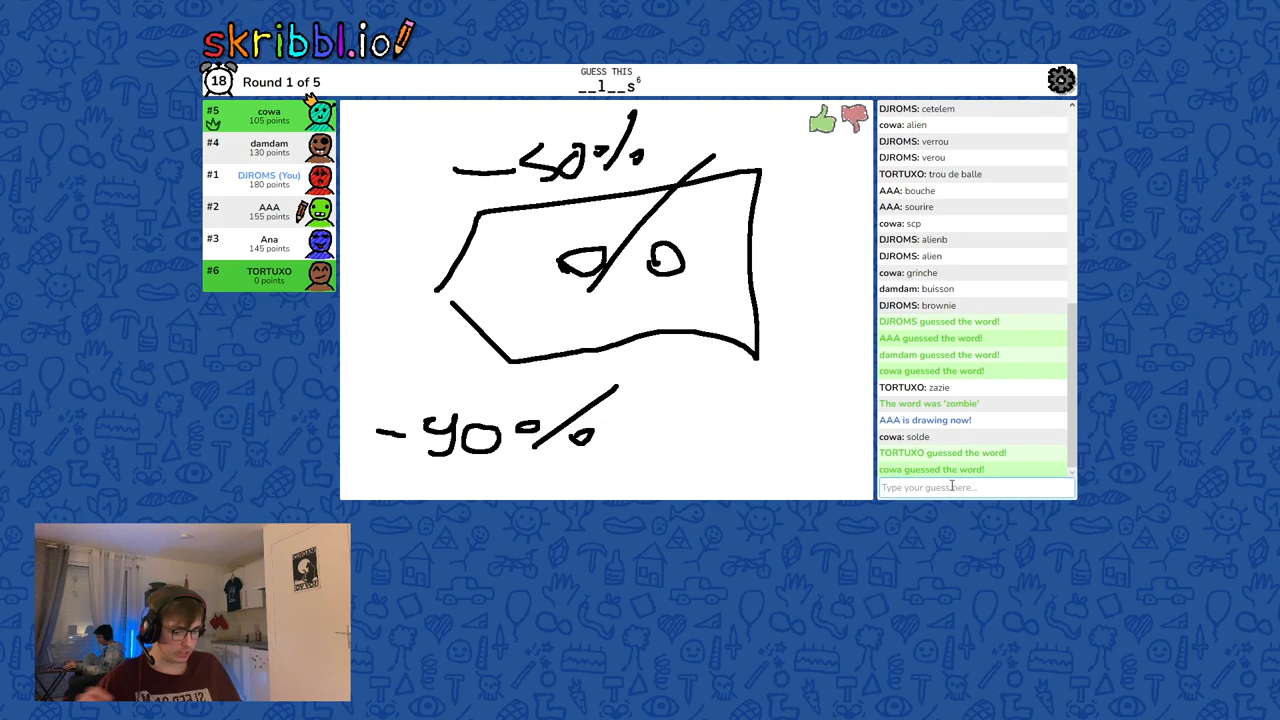 skribbl.io
18
Round 1 of 5
GUESS THIS
__l__s6
#5 cowa
105 points
#4 damdam
130 points
#1 DJROMS (You)
180 points
#2 AAA
155 points
#3 Ana
145 points
#6 TORTUXO
0 points
-50%
-40%
DJROMS: cetelem
cowa: alien
DJROMS: verrou
DJROMS: verou
TORTUXO: trou de balle
AAA: bouche
AAA: sourire
cowa: scp
DJROMS: alienb
DJROMS: alien
cowa: grinche
damdam: buisson
DJROMS: brownie
DJROMS guessed the word!
AAA guessed the word!
damdam guessed the word!
cowa guessed the word!
TORTUXO: zazie
The word was 'zombie'
AAA is drawing now!
cowa: solde
TORTUXO guessed the word!
cowa guessed the word!
Type your guess here...